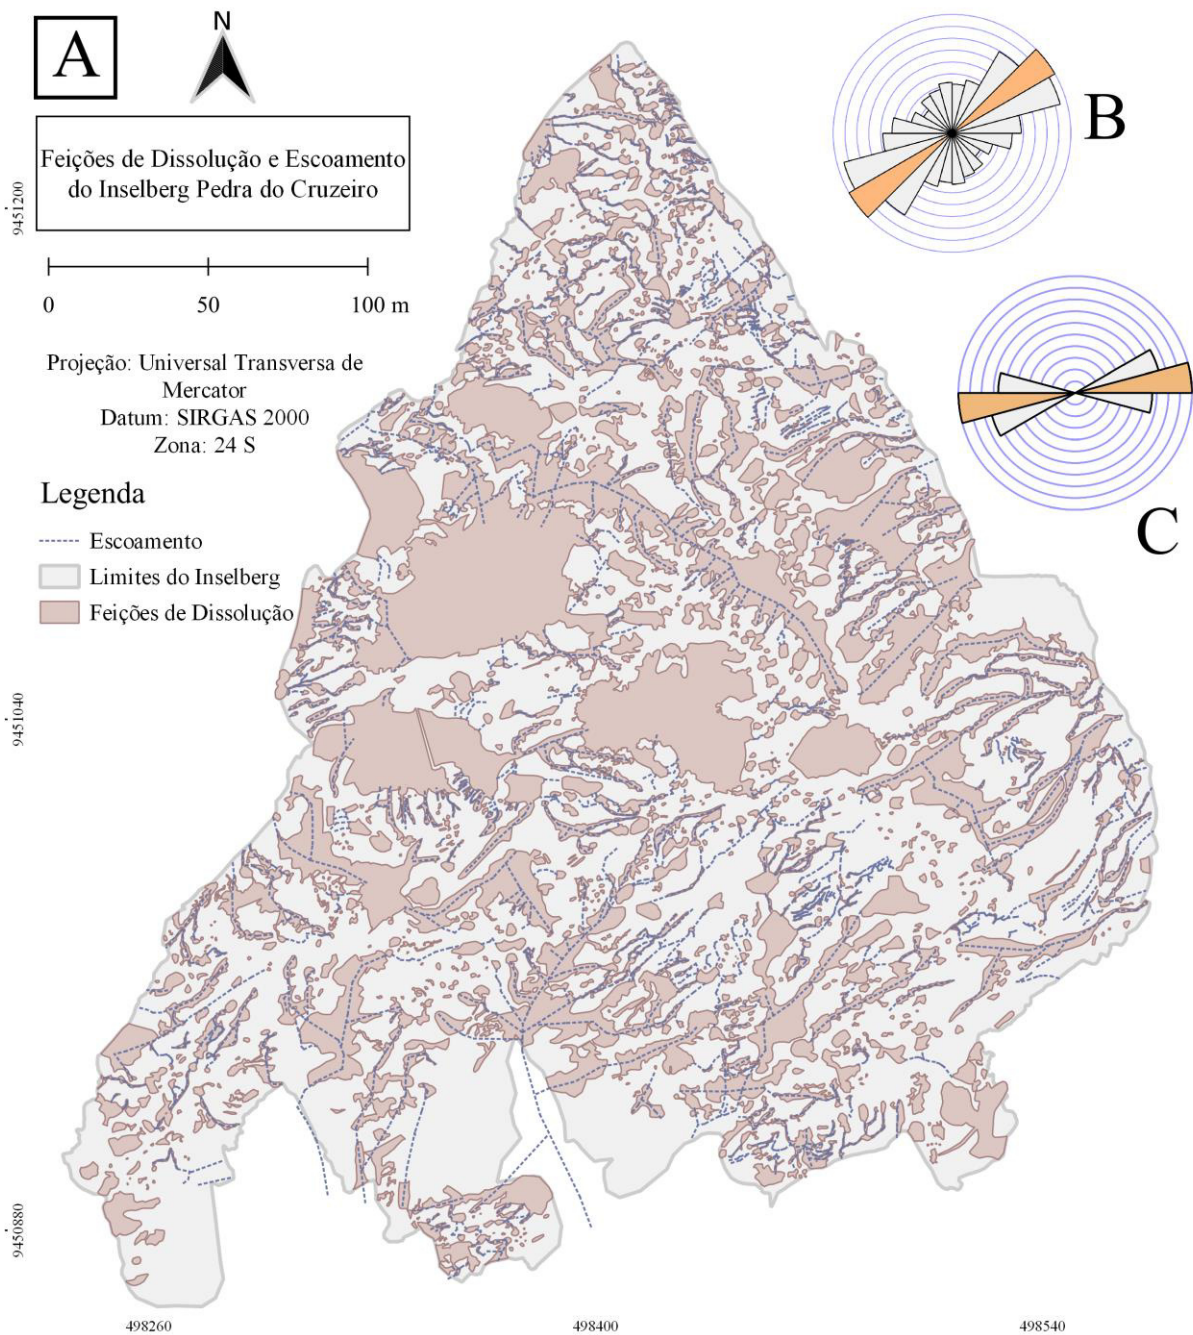 A
N
B
Feições de Dissolução e Escoamento
do Inselberg Pedra do Cruzeiro
9451200
0 50 100 m
Projeção: Universal Transversa de
Mercator
Datum: SIRGAS 2000
Zona: 24 S
C
Legenda
Escoamento
Limites do Inselberg
Feições de Dissolução
9451040
9450880
498260 498400 498540